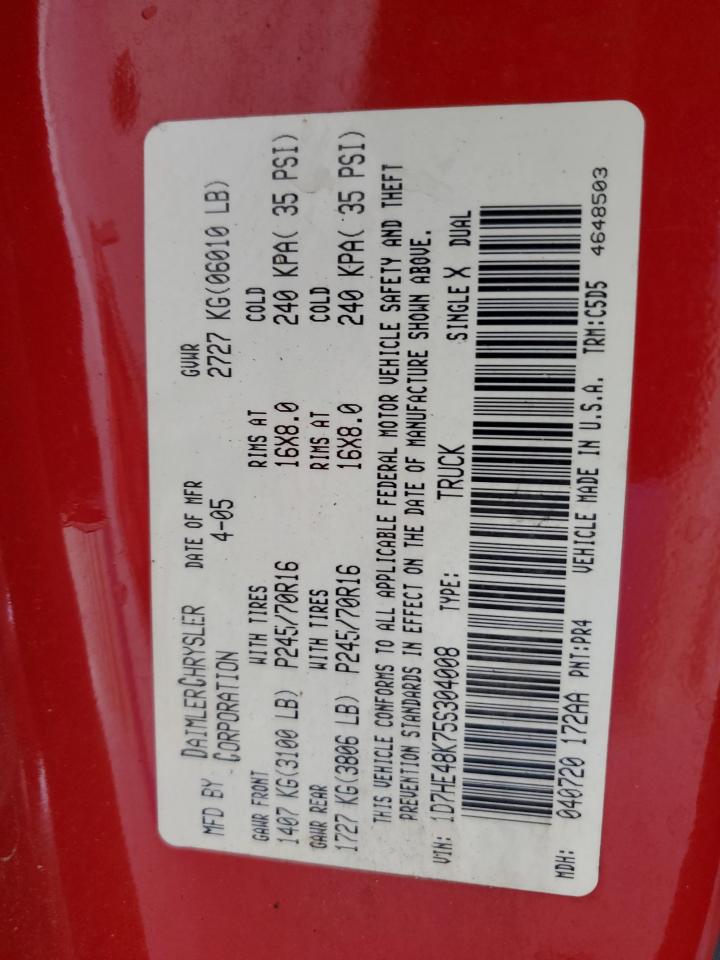 MFD BY DAIMLERCHRYSLER CORPORATION DATE OF MFR 4-05 GVWR 2727 KG(06010 LB)
GAWR FRONT WITH TIRES RIMS AT COLD
1407 KG(3100 LB) P245/70R16 16X8.0 240 KPA( 35 PSI)
GAWR REAR WITH TIRES RIMS AT COLD
1727 KG(3806 LB) P245/70R16 16X8.0 240 KPA( 35 PSI)
THIS VEHICLE CONFORMS TO ALL APPLICABLE FEDERAL MOTOR VEHICLE SAFETY AND THEFT
PREVENTION STANDARDS IN EFFECT ON THE DATE OF MANUFACTURE SHOWN ABOVE.
VIN: 1D7HE48K75S304008 TYPE: TRUCK SINGLE X DUAL
MDH: 040720 172AA PNT:PR4 VEHICLE MADE IN U.S.A. TRM:C5D5 4648503